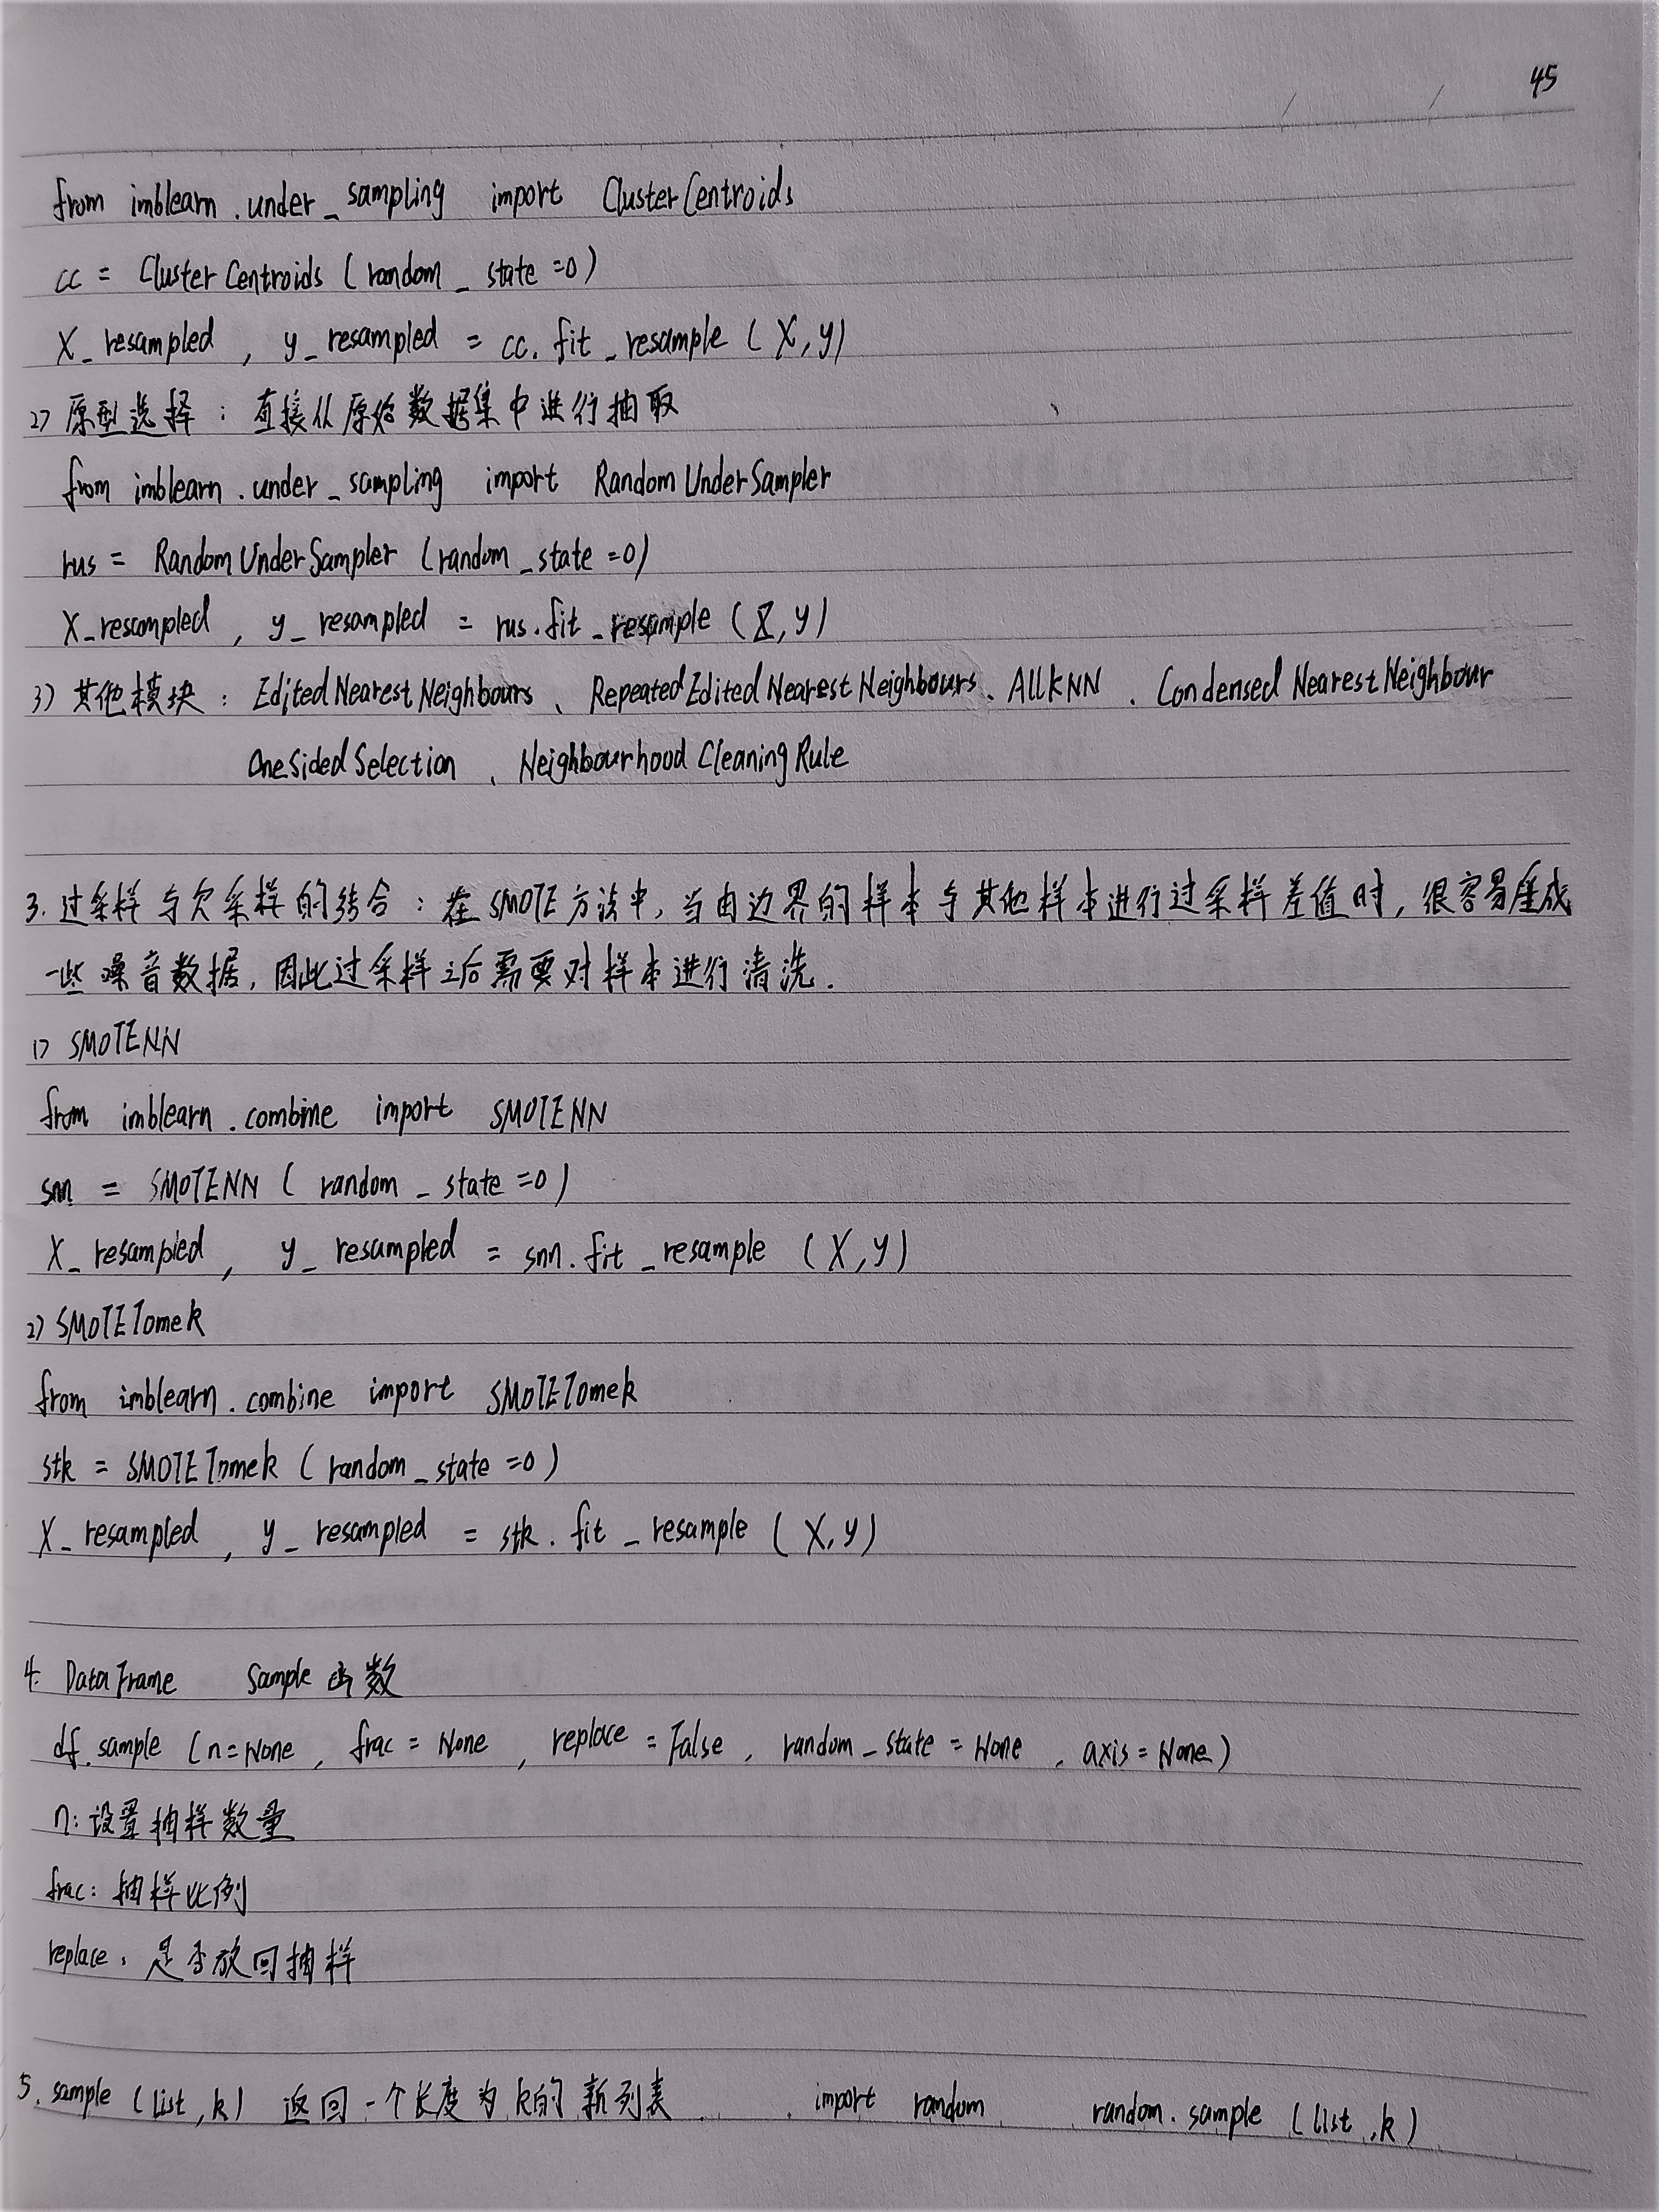 45
from imblearn.under_sampling import ClusterCentroids
cc = ClusterCentroids (random_state=0)
X_resampled, y_resampled = cc.fit_resample (X,y)
2) 原型选择：直接从原始数据集中进行抽取
from imblearn.under_sampling import RandomUnderSampler
rus = RandomUnderSampler (random_state=0)
X_resampled, y_resampled = rus.fit_resample (X,y)
3) 其他模块：EditedNearestNeighbours、RepeatedEditedNearestNeighbours、AllKNN、CondensedNearestNeighbour
OneSidedSelection、NeighbourhoodCleaningRule
3. 过采样与欠采样的结合：在SMOTE方法中，当由边界的样本与其他样本进行过采样差值时，很容易生成
一些噪音数据，因此过采样之后需要对样本进行清洗.
1) SMOTENN
from imblearn.combine import SMOTENN
snn = SMOTENN (random_state=0)
X_resampled, y_resampled = snn.fit_resample (X,y)
2) SMOTETomek
from imblearn.combine import SMOTETomek
stk = SMOTETomek (random_state=0)
X_resampled, y_resampled = stk.fit_resample (X,y)
4. DataFrame Sample函数
df.sample (n=None, frac=None, replace=False, random_state=None, axis=None)
n: 设置抽样数量
frac: 抽样比例
replace: 是否放回抽样
5. sample (list,k) 返回一个长度为k的新列表 import random random.sample (list,k)